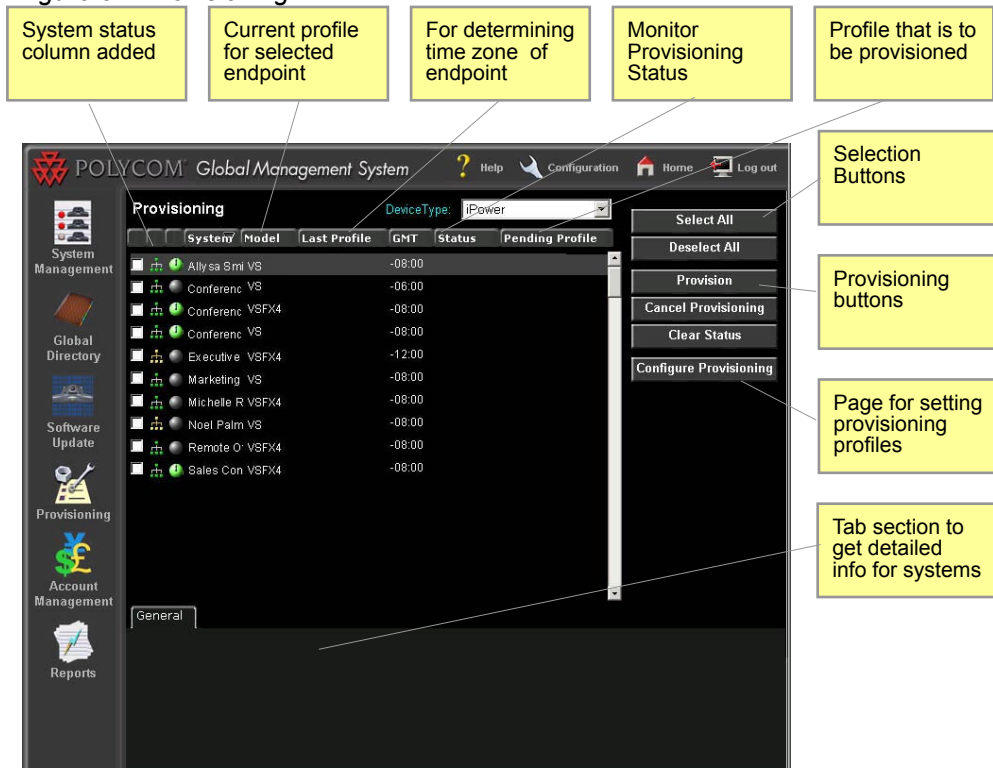 System status
column added
Current profile
for selected
endpoint
For determining
time zone of
endpoint
Monitor
Provisioning
Status
Profile that is to
be provisioned
POLYCOM Global Management System
? Help
Configuration
Home
Log out
Selection
Buttons
Provisioning
DeviceType: iPower
System Model Last Profile GMT Status Pending Profile
Allysa Smi VS -08:00
Conferenc VS -06:00
Conferenc VSFX4 -08:00
Conferenc VS -08:00
Executive VSFX4 -12:00
Marketing VS -08:00
Michelle R VSFX4 -08:00
Noel Palm VS -08:00
Remote O VSFX4 -08:00
Sales Con VSFX4 -08:00
System
Management
Global
Directory
Software
Update
Provisioning
Account
Management
Reports
Select All
Deselect All
Provision
Cancel Provisioning
Clear Status
Configure Provisioning
Provisioning
buttons
Page for setting
provisioning
profiles
Tab section to
get detailed
info for systems
General